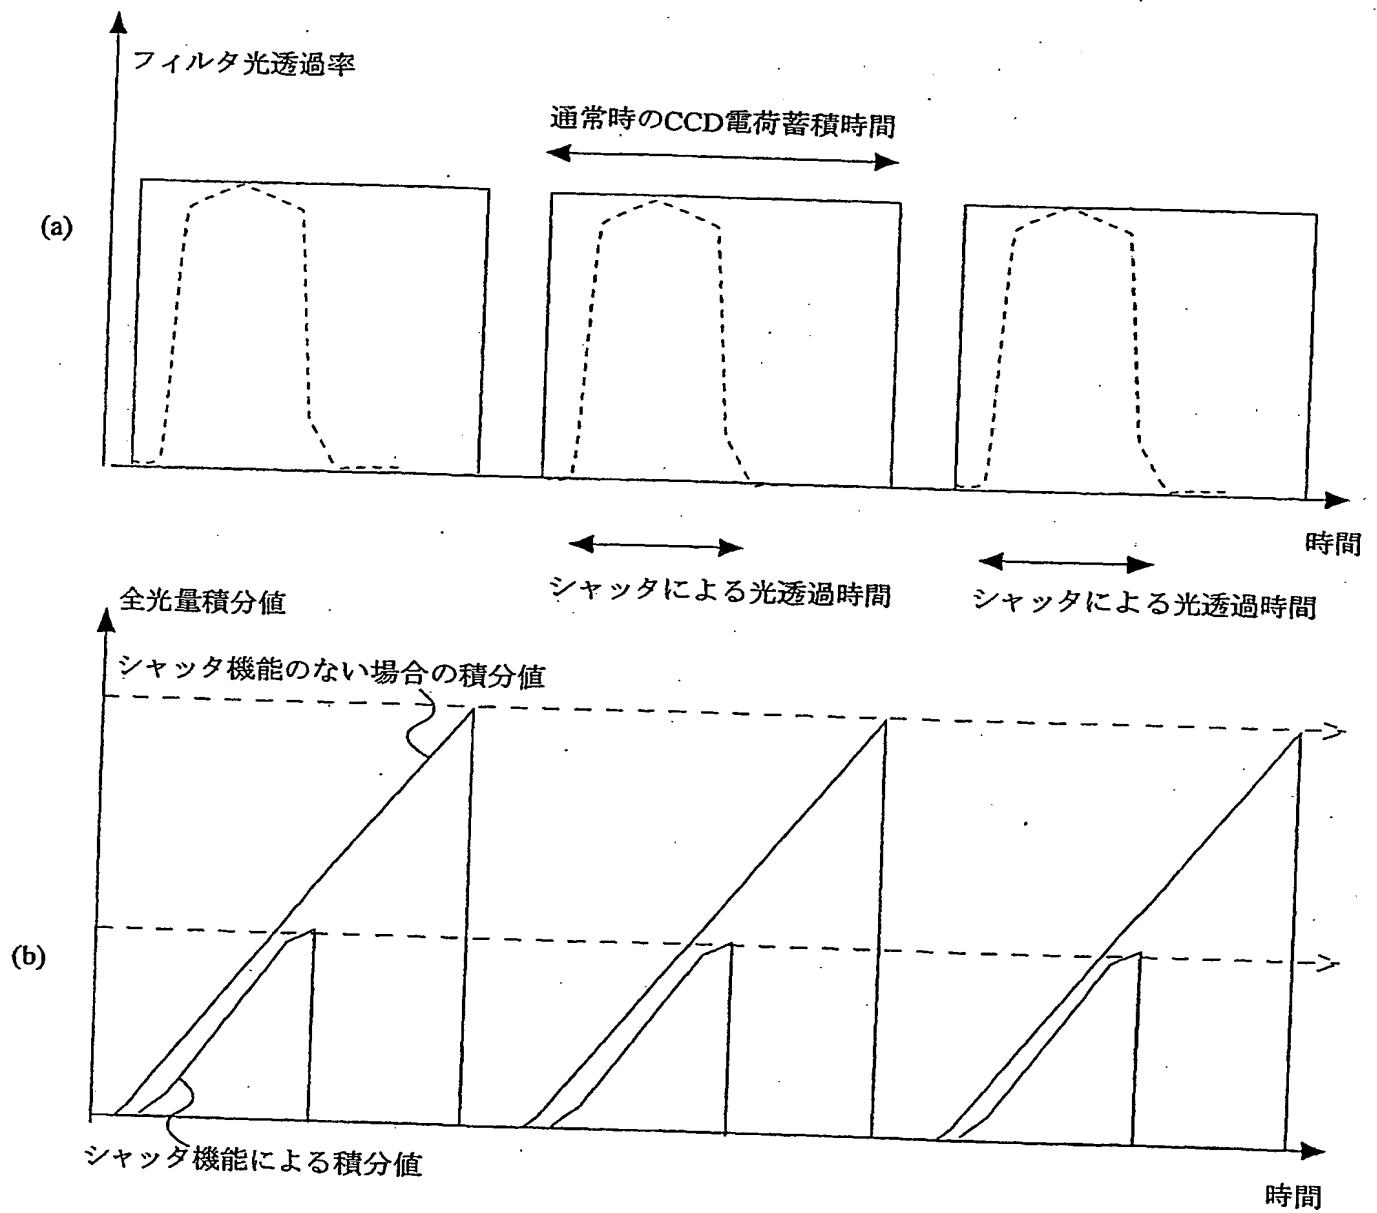 フィルタ光透過率
通常時のCCD電荷蓄積時間
(a)
時間
シャッタによる光透過時間
シャッタによる光透過時間
全光量積分値
シャッタ機能のない場合の積分値
(b)
シャッタ機能による積分値
時間